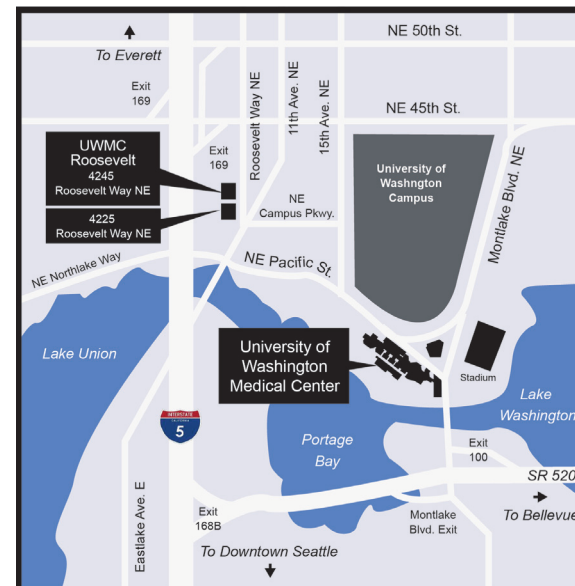 NE 50th St.
To Everett
Exit
169
Roosevelt Way NE
11th Ave. NE
15th Ave. NE
NE 45th St.
UWMC
Roosevelt
4245
Roosevelt Way NE
Exit
169
4225
Roosevelt Way NE
NE
Campus Pkwy.
University of
Washngton
Campus
Montlake Blvd. NE
NE Northlake Way
NE Pacific St.
Lake Union
University of
Washington
Medical Center
Stadium
Lake
Washington
INTERSTATE
CALIFORNIA
5
Portage
Bay
Exit
100
SR 520
Eastlake Ave. E
Exit
168B
Montlake
Blvd. Exit
To Bellevue
To Downtown Seattle